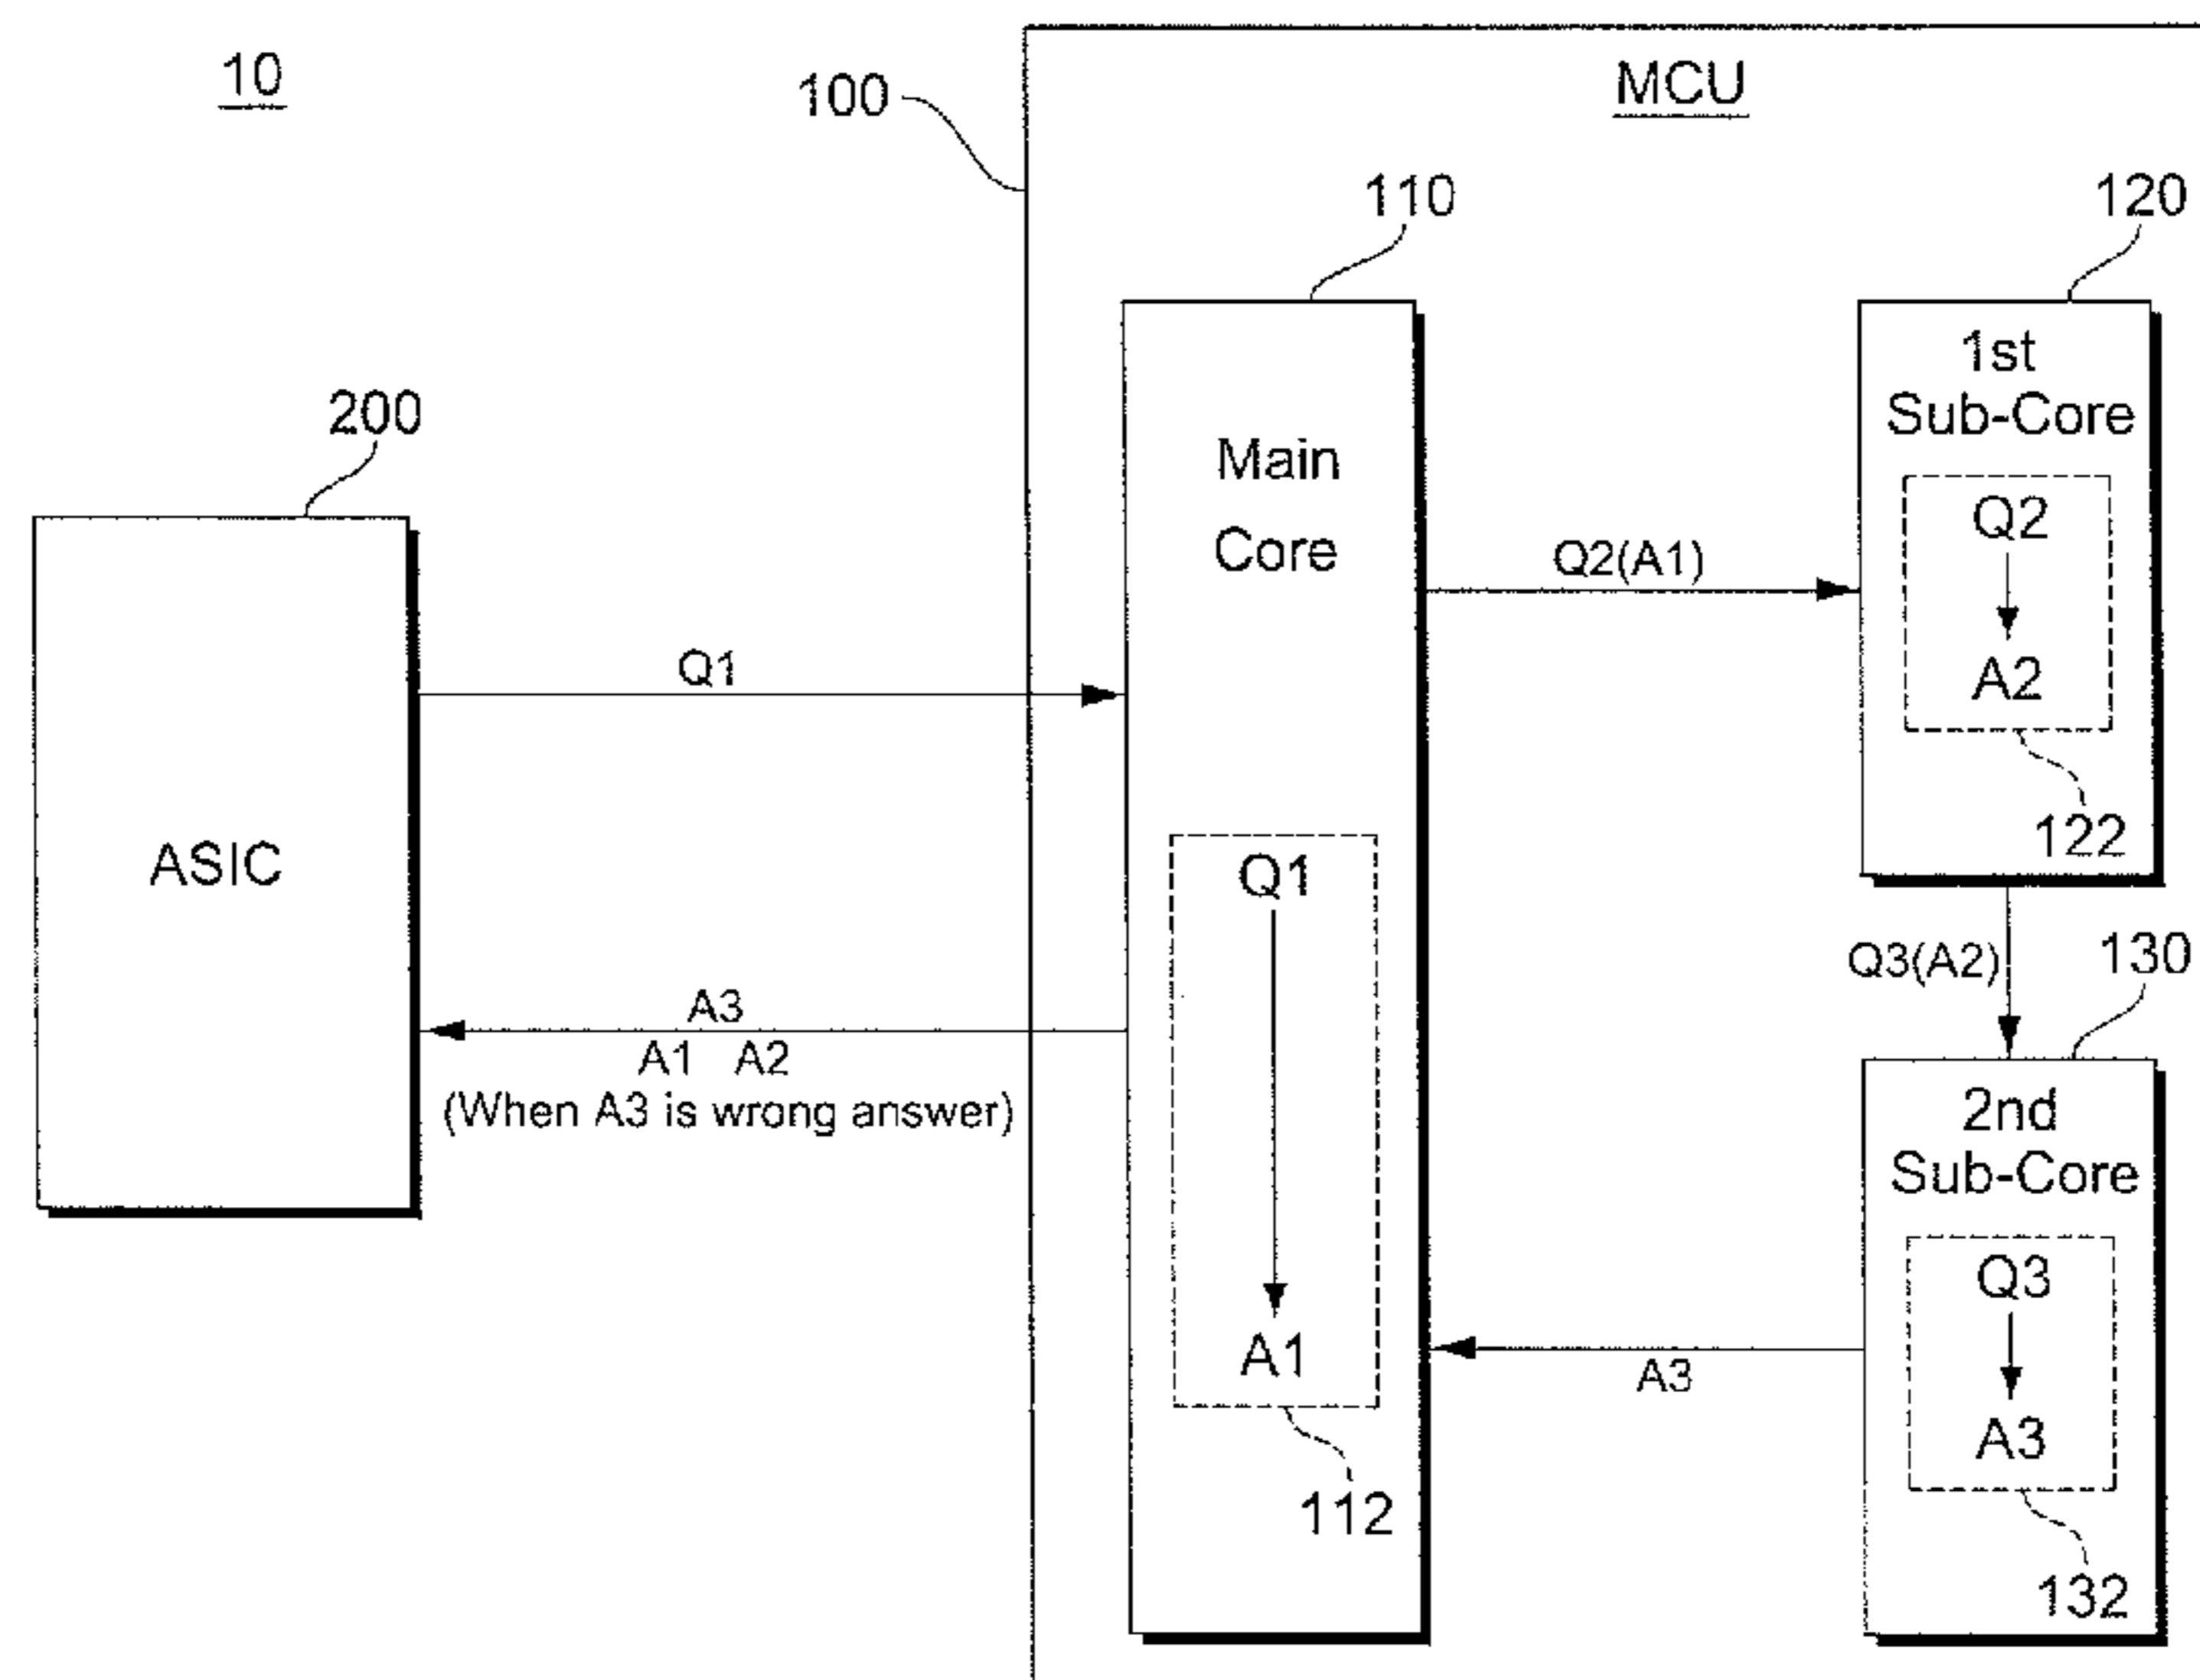 10
MCU
100
110
120
200
1st
Sub-Core
Main
Core
Q2
Q2(A1)
A2
Q1
122
ASIC
Q1
Q3(A2)
130
A3
A1 A2
(When A3 is wrong answer)
2nd
Sub-Core
Q3
A1
A3
A3
112
132